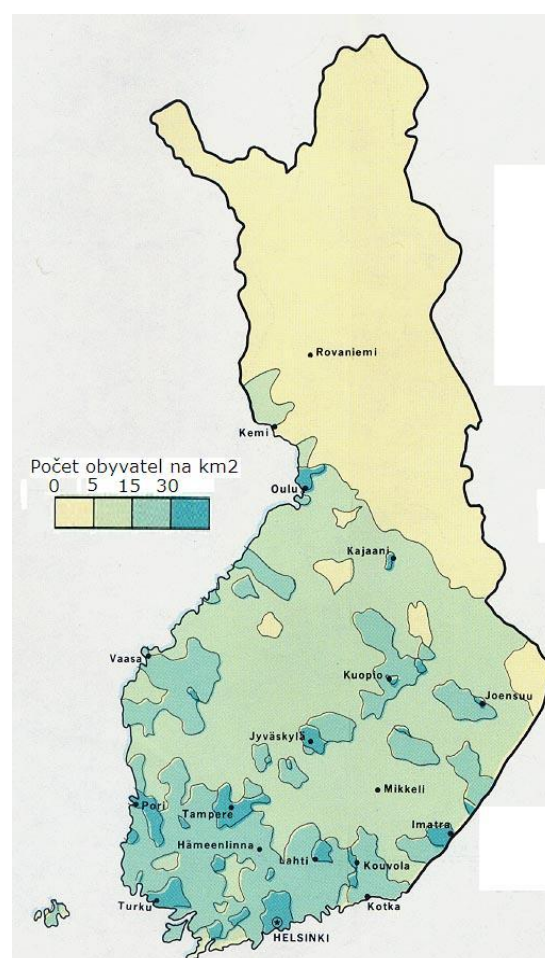 Rovaniemi
Kemi
Počet obyvatel na km2
0 5 15 30
Oulu
Kajaani
Vaasa
Kuopio
Joensuu
Jyväskylä
Mikkeli
Pori
Tampere
Imatra
Hämeenlinna
Lahti
Kouvola
Turku
Kotka
HELSINKI